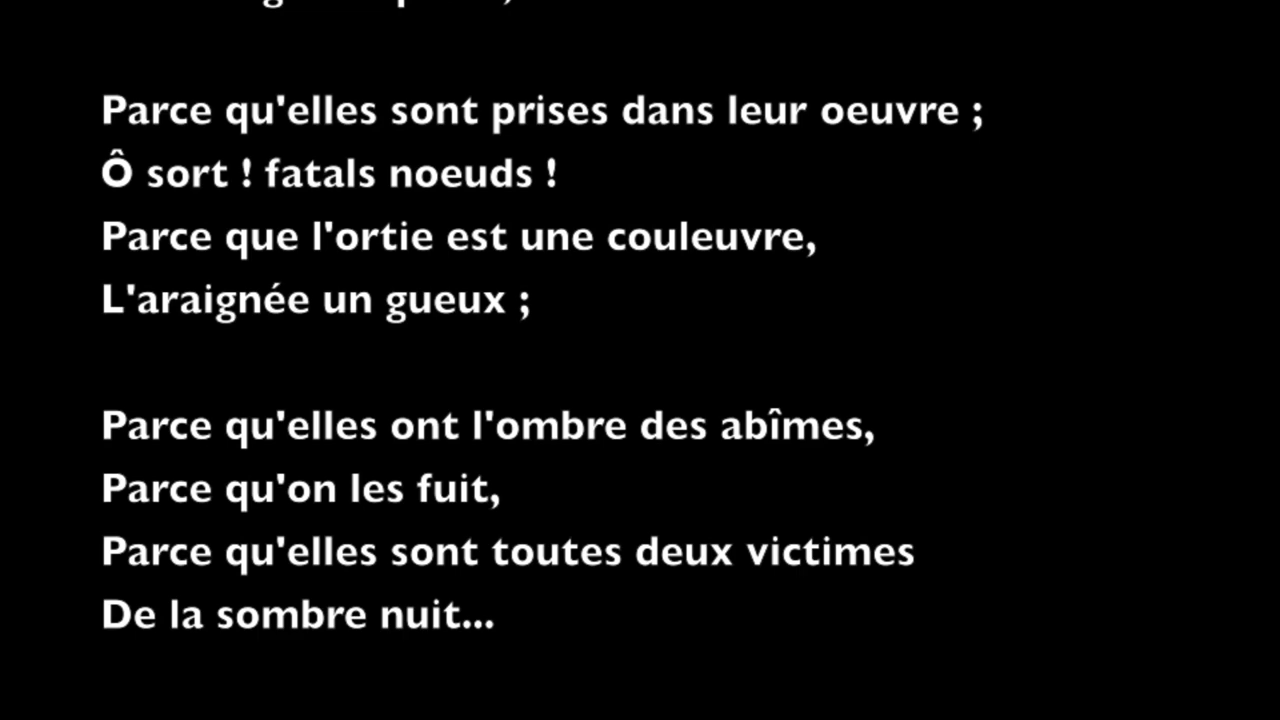 Parce qu'elles sont prises dans leur oeuvre ;
Ô sort ! fatals noeuds !
Parce que l'ortie est une couleuvre,
L'araignée un gueux ;
Parce qu'elles ont l'ombre des abîmes,
Parce qu'on les fuit,
Parce qu'elles sont toutes deux victimes
De la sombre nuit...